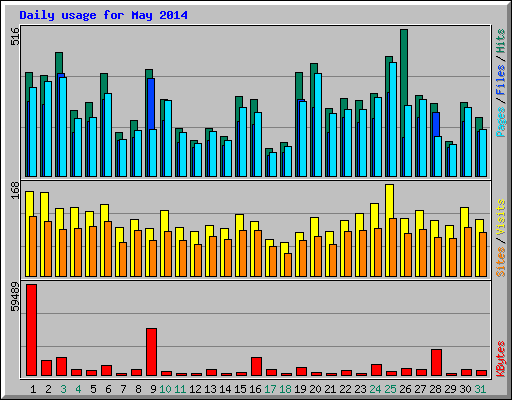 Daily usage for May 2014
516
Pages / Files / Hits
168
Sites / Visits
59489
KBytes
1 2 3 4 5 6 7 8 9 10 11 12 13 14 15 16 17 18 19 20 21 22 23 24 25 26 27 28 29 30 31